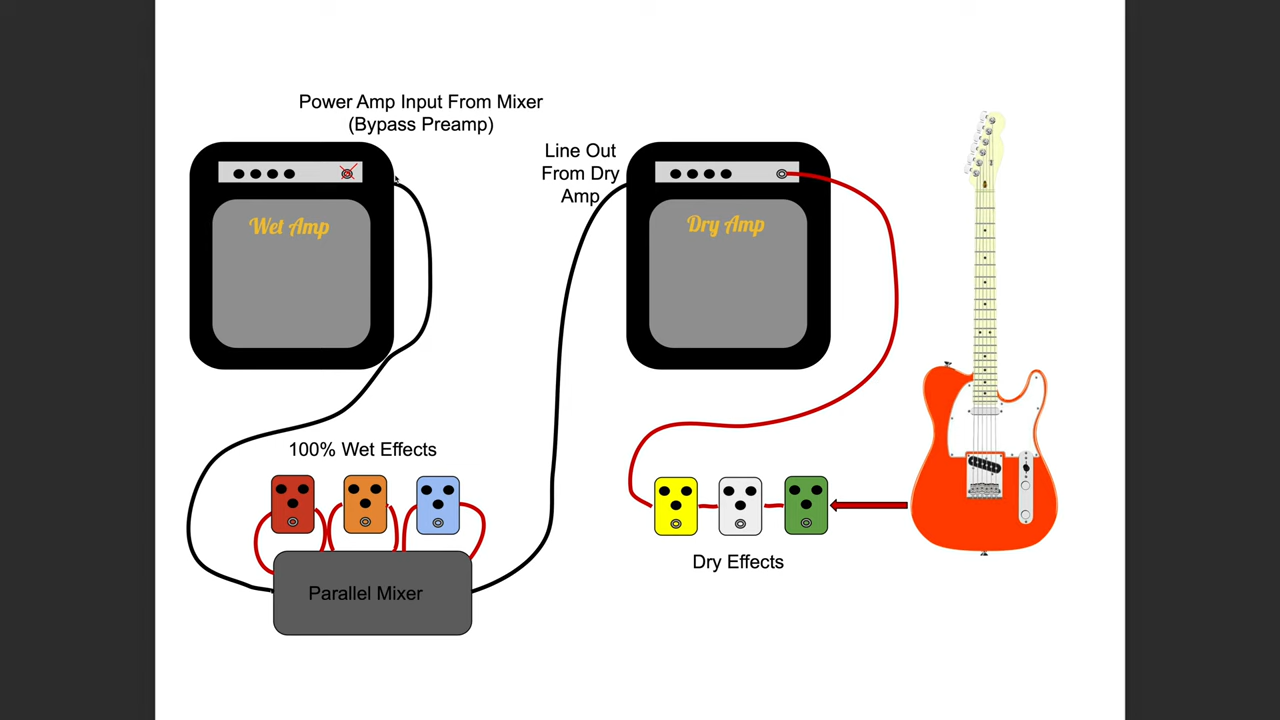 Power Amp Input From Mixer
(Bypass Preamp)
Line Out
From Dry
Amp
Wet Amp
Dry Amp
100% Wet Effects
Dry Effects
Parallel Mixer